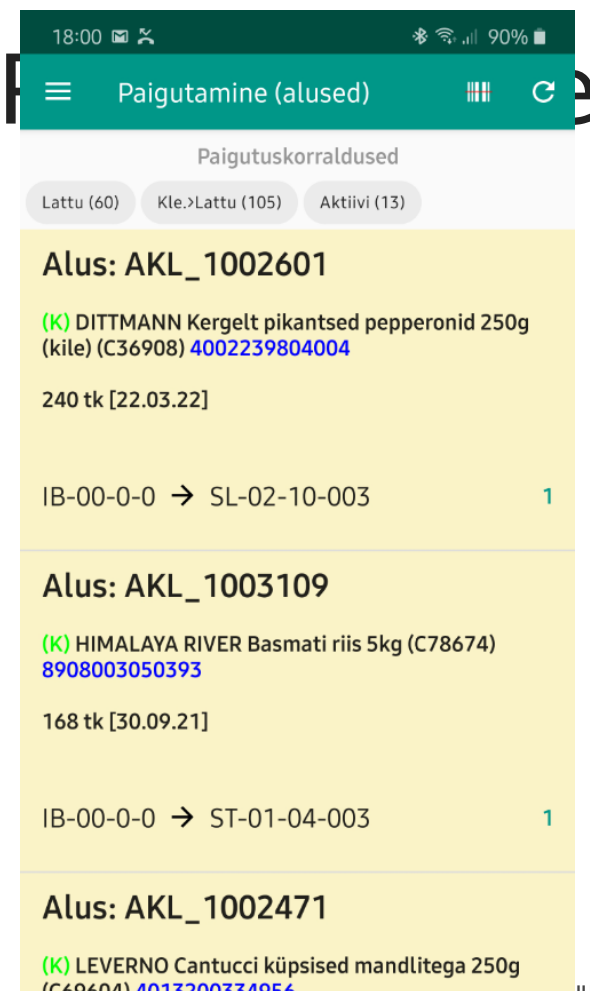 18:00 90%
Paigutamine (alused)
Paigutuskorraldused
Lattu (60) Kle.>Lattu (105) Aktiivi (13)
Alus: AKL_1002601
(K) DITTMANN Kergelt pikantsed pepperonid 250g
(kile) (C36908) 4002239804004
240 tk [22.03.22]
IB-00-0-0 → SL-02-10-003 1
Alus: AKL_1003109
(K) HIMALAYA RIVER Basmati riis 5kg (C78674)
8908003050393
168 tk [30.09.21]
IB-00-0-0 → ST-01-04-003 1
Alus: AKL_1002471
(K) LEVERNO Cantucci küpsised mandlitega 250g
(C69604) 4013200334956